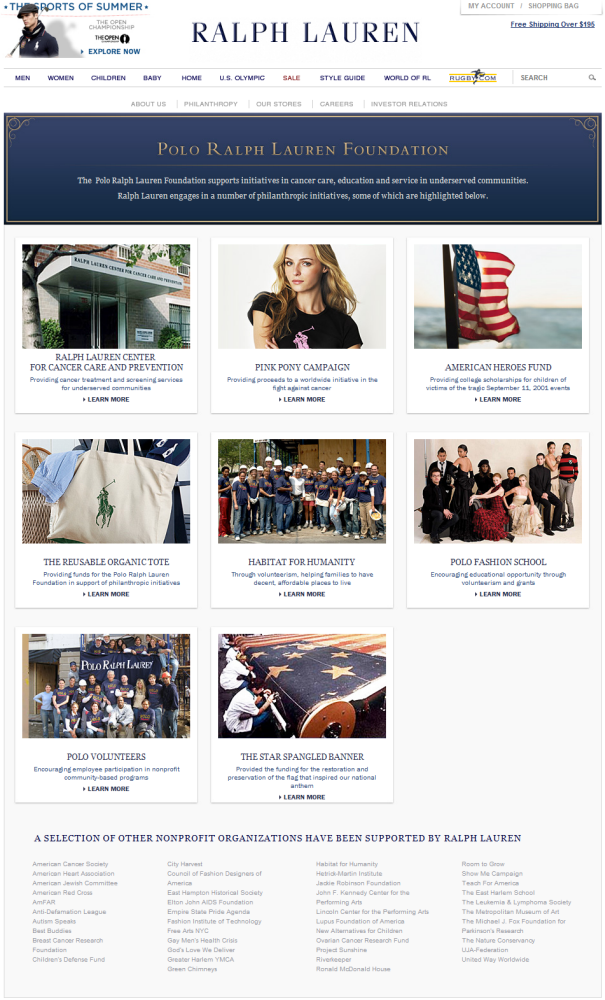 • THE SPORTS OF SUMMER •
THE OPEN
CHAMPIONSHIP
THE OPEN
EXPLORE NOW
RALPH LAUREN
MY ACCOUNT / SHOPPING BAG
Free Shipping Over $195
MEN WOMEN CHILDREN BABY HOME U.S. OLYMPIC SALE STYLE GUIDE WORLD OF RL RUGBY.COM SEARCH
ABOUT US PHILANTHROPY OUR STORES CAREERS INVESTOR RELATIONS
POLO RALPH LAUREN FOUNDATION
The Polo Ralph Lauren Foundation supports initiatives in cancer care, education and service in underserved communities.
Ralph Lauren engages in a number of philanthropic initiatives, some of which are highlighted below.
RALPH LAUREN CENTER FOR CANCER CARE AND PREVENTION
RALPH LAUREN CENTER
FOR CANCER CARE AND PREVENTION
Providing cancer treatment and screening services
for underserved communities
LEARN MORE
PINK PONY CAMPAIGN
Providing proceeds to a worldwide initiative in the
fight against cancer
LEARN MORE
AMERICAN HEROES FUND
Providing college scholarships for children of
victims of the tragic September 11, 2001 events
LEARN MORE
THE REUSABLE ORGANIC TOTE
Providing funds for the Polo Ralph Lauren
Foundation in support of philanthropic initiatives
LEARN MORE
HABITAT FOR HUMANITY
Through volunteerism, helping families to have
decent, affordable places to live
LEARN MORE
POLO FASHION SCHOOL
Encouraging educational opportunity through
volunteerism and grants
LEARN MORE
POLO RALPH LAUREN
POLO VOLUNTEERS
Encouraging employee participation in nonprofit
community-based programs
LEARN MORE
THE STAR SPANGLED BANNER
Provided the funding for the restoration and
preservation of the flag that inspired our national
anthem
LEARN MORE
A SELECTION OF OTHER NONPROFIT ORGANIZATIONS HAVE BEEN SUPPORTED BY RALPH LAUREN
American Cancer Society
American Heart Association
American Jewish Committee
American Red Cross
AmFAR
Anti-Defamation League
Autism Speaks
Best Buddies
Breast Cancer Research
Foundation
Children's Defense Fund
City Harvest
Council of Fashion Designers of
America
East Hampton Historical Society
Elton John AIDS Foundation
Empire State Pride Agenda
Fashion Institute of Technology
Free Arts NYC
Gay Men's Health Crisis
God's Love We Deliver
Greater Harlem YMCA
Green Chimneys
Habitat for Humanity
Hetrick-Martin Institute
Jackie Robinson Foundation
John F. Kennedy Center for the
Performing Arts
Lincoln Center for the Performing Arts
Lupus Foundation of America
New Alternatives for Children
Ovarian Cancer Research Fund
Project Sunshine
Riverkeeper
Ronald McDonald House
Room to Grow
Show Me Campaign
Teach For America
The East Harlem School
The Leukemia & Lymphoma Society
The Metropolitan Museum of Art
The Michael J. Fox Foundation for
Parkinson's Research
The Nature Conservancy
UJA-Federation
United Way Worldwide